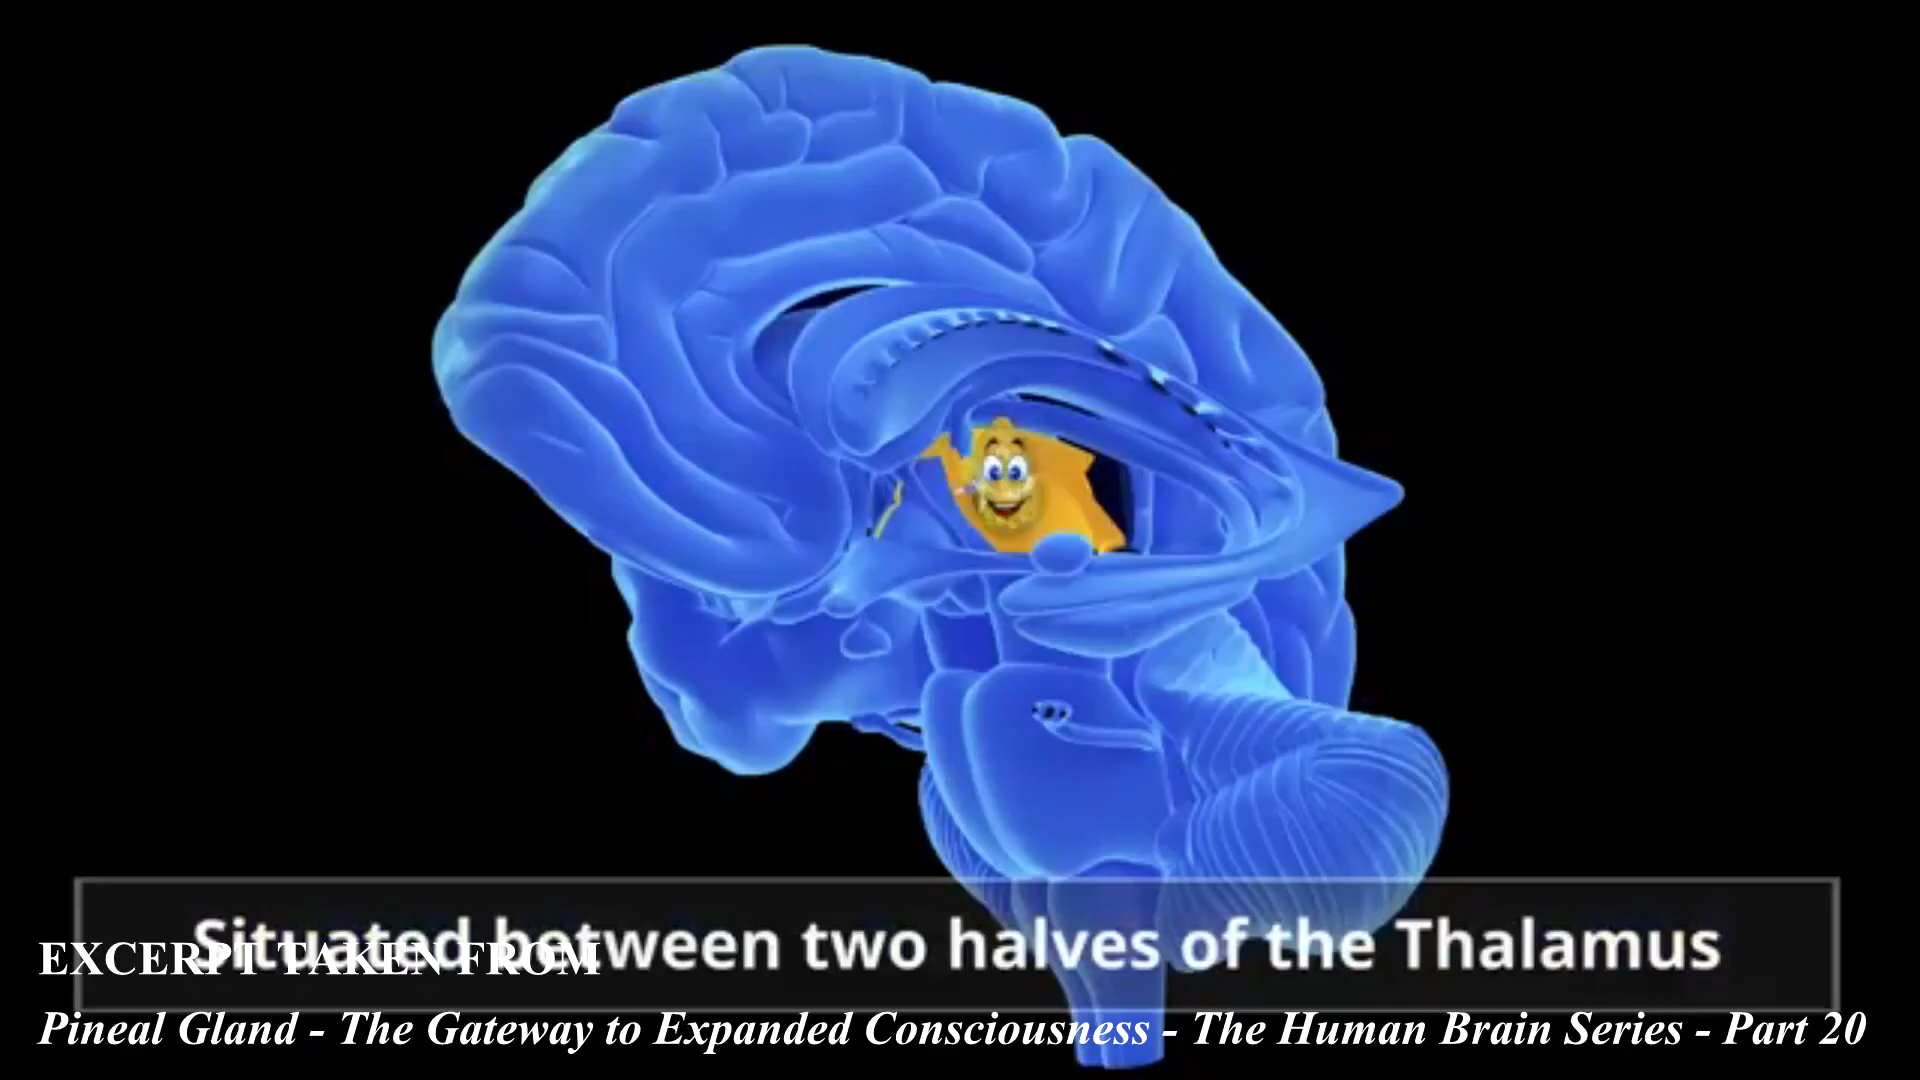 Situated between two halves of the Thalamus
EXCERPT TAKEN FROM
Pineal Gland - The Gateway to Expanded Consciousness - The Human Brain Series - Part 20